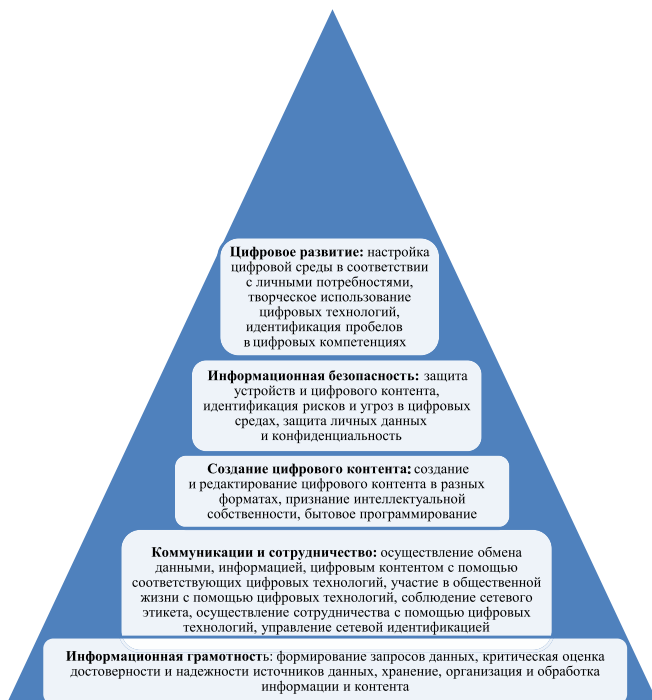 Цифровое развитие: настройка
цифровой среды в соответствии
с личными потребностями,
творческое использование
цифровых технологий,
идентификация пробелов
в цифровых компетенциях
Информационная безопасность: защита
устройств и цифрового контента,
идентификация рисков и угроз в цифровых
средах, защита личных данных
и конфиденциальность
Создание цифрового контента: создание
и редактирование цифрового контента в разных
форматах, признание интеллектуальной
собственности, бытовое программирование
Коммуникации и сотрудничество: осуществление обмена
данными, информацией, цифровым контентом с помощью
соответствующих цифровых технологий, участие в общественной
жизни с помощью цифровых технологий, соблюдение сетевого
этикета, осуществление сотрудничества с помощью цифровых
технологий, управление сетевой идентификацией
Информационная грамотность: формирование запросов данных, критическая оценка
достоверности и надежности источников данных, хранение, организация и обработка
информации и контента